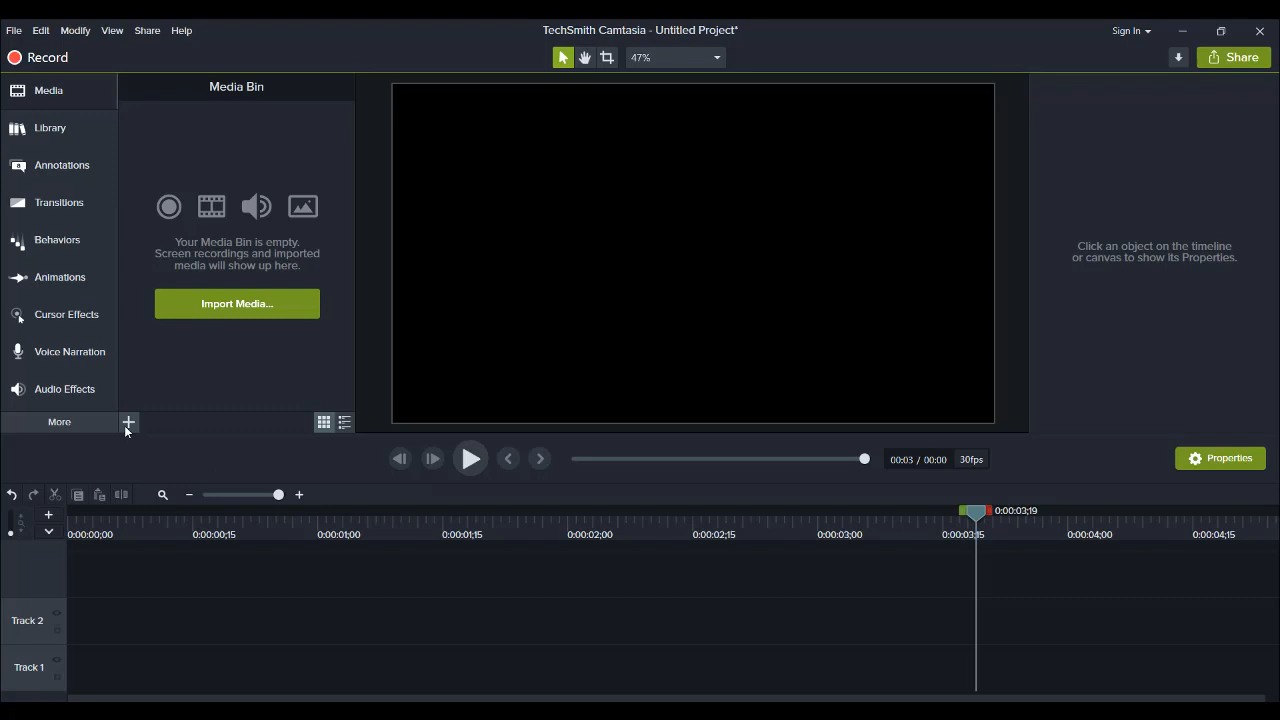 File Edit Modify View Share Help
TechSmith Camtasia - Untitled Project*
Sign In
Record
47%
Share
Media
Media Bin
Library
Annotations
Transitions
Behaviors
Animations
Cursor Effects
Voice Narration
Audio Effects
More
Your Media Bin is empty.
Screen recordings and imported
media will show up here.
Import Media...
Click an object on the timeline
or canvas to show its Properties.
00:03 / 00:00 30fps
Properties
0:00:03;19
0:00:00;00 0:00:00;15 0:00:01;00 0:00:01;15 0:00:02;00 0:00:02;15 0:00:03;00 0:00:03;15 0:00:04;00 0:00:04;15
Track 2
Track 1